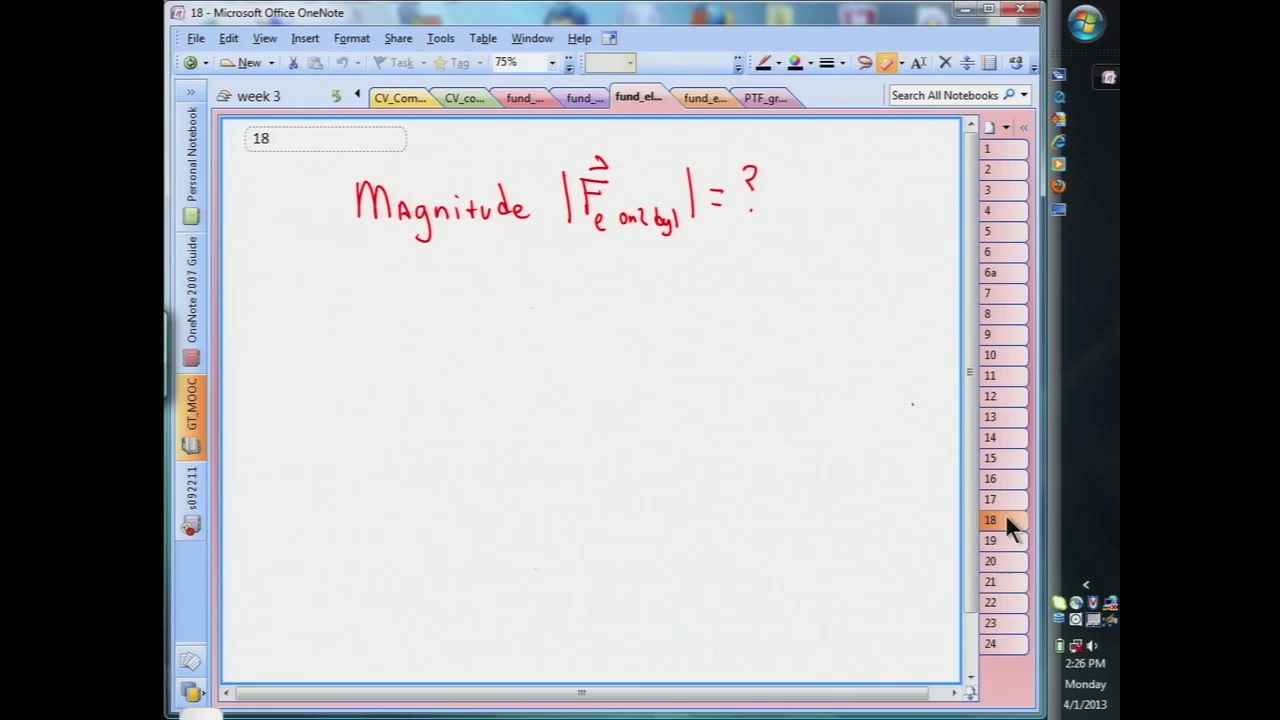 18 - Microsoft Office OneNote
File Edit View Insert Format Share Tools Table Window Help
New Task Tag 75%
week 3 CV_Com... CV_co... fund_... fund_... fund_el... fund_e... PTF_gr... Search All Notebooks
18
Magnitude |F⃗e on 2 by 1| = ?
Personal Notebook
OneNote 2007 Guide
GT_MOOC
s092211
1
2
3
4
5
6
6a
7
8
9
10
11
12
13
14
15
16
17
18
19
20
21
22
23
24
2:26 PM
Monday
4/1/2013